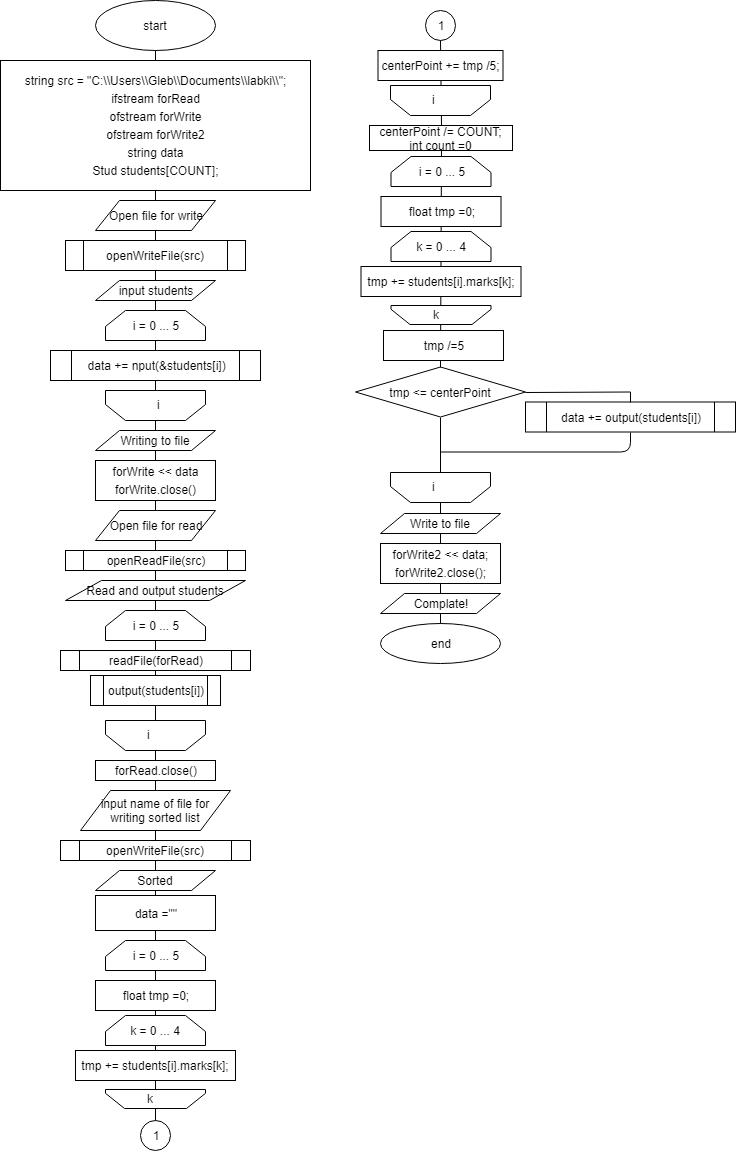 start
string src = "C:\\Users\\Gleb\\Documents\\labki\\";
ifstream forRead
ofstream forWrite
ofstream forWrite2
string data
Stud students[COUNT];
Open file for write
openWriteFile(src)
input students
i = 0 ... 5
data += nput(&students[i])
i
Writing to file
forWrite << data
forWrite.close()
Open file for read
openReadFile(src)
Read and output students
i = 0 ... 5
readFile(forRead)
output(students[i])
i
forRead.close()
input name of file for
writing sorted list
openWriteFile(src)
Sorted
data =""
i = 0 ... 5
float tmp =0;
k = 0 ... 4
tmp += students[i].marks[k];
k
1
1
centerPoint += tmp /5;
i
centerPoint /= COUNT;
int count =0
i = 0 ... 5
float tmp =0;
k = 0 ... 4
tmp += students[i].marks[k];
k
tmp /=5
tmp <= centerPoint
data += output(students[i])
i
Write to file
forWrite2 << data;
forWrite2.close();
Complate!
end